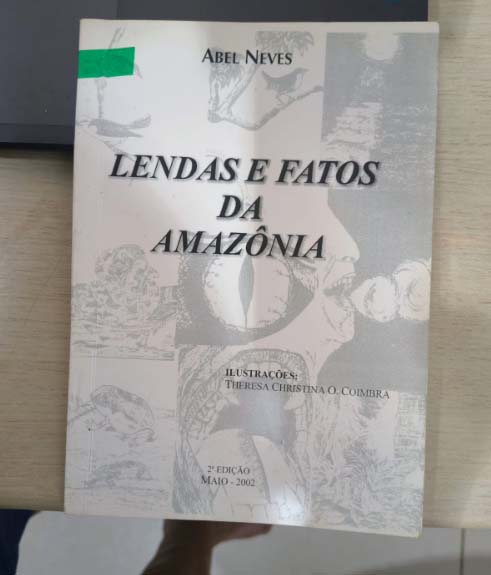 ABEL NEVES
LENDAS E FATOS
DA
AMAZÔNIA
ILUSTRAÇÕES:
THERESA CHRISTINA O. COIMBRA
2ª EDIÇÃO
MAIO - 2002